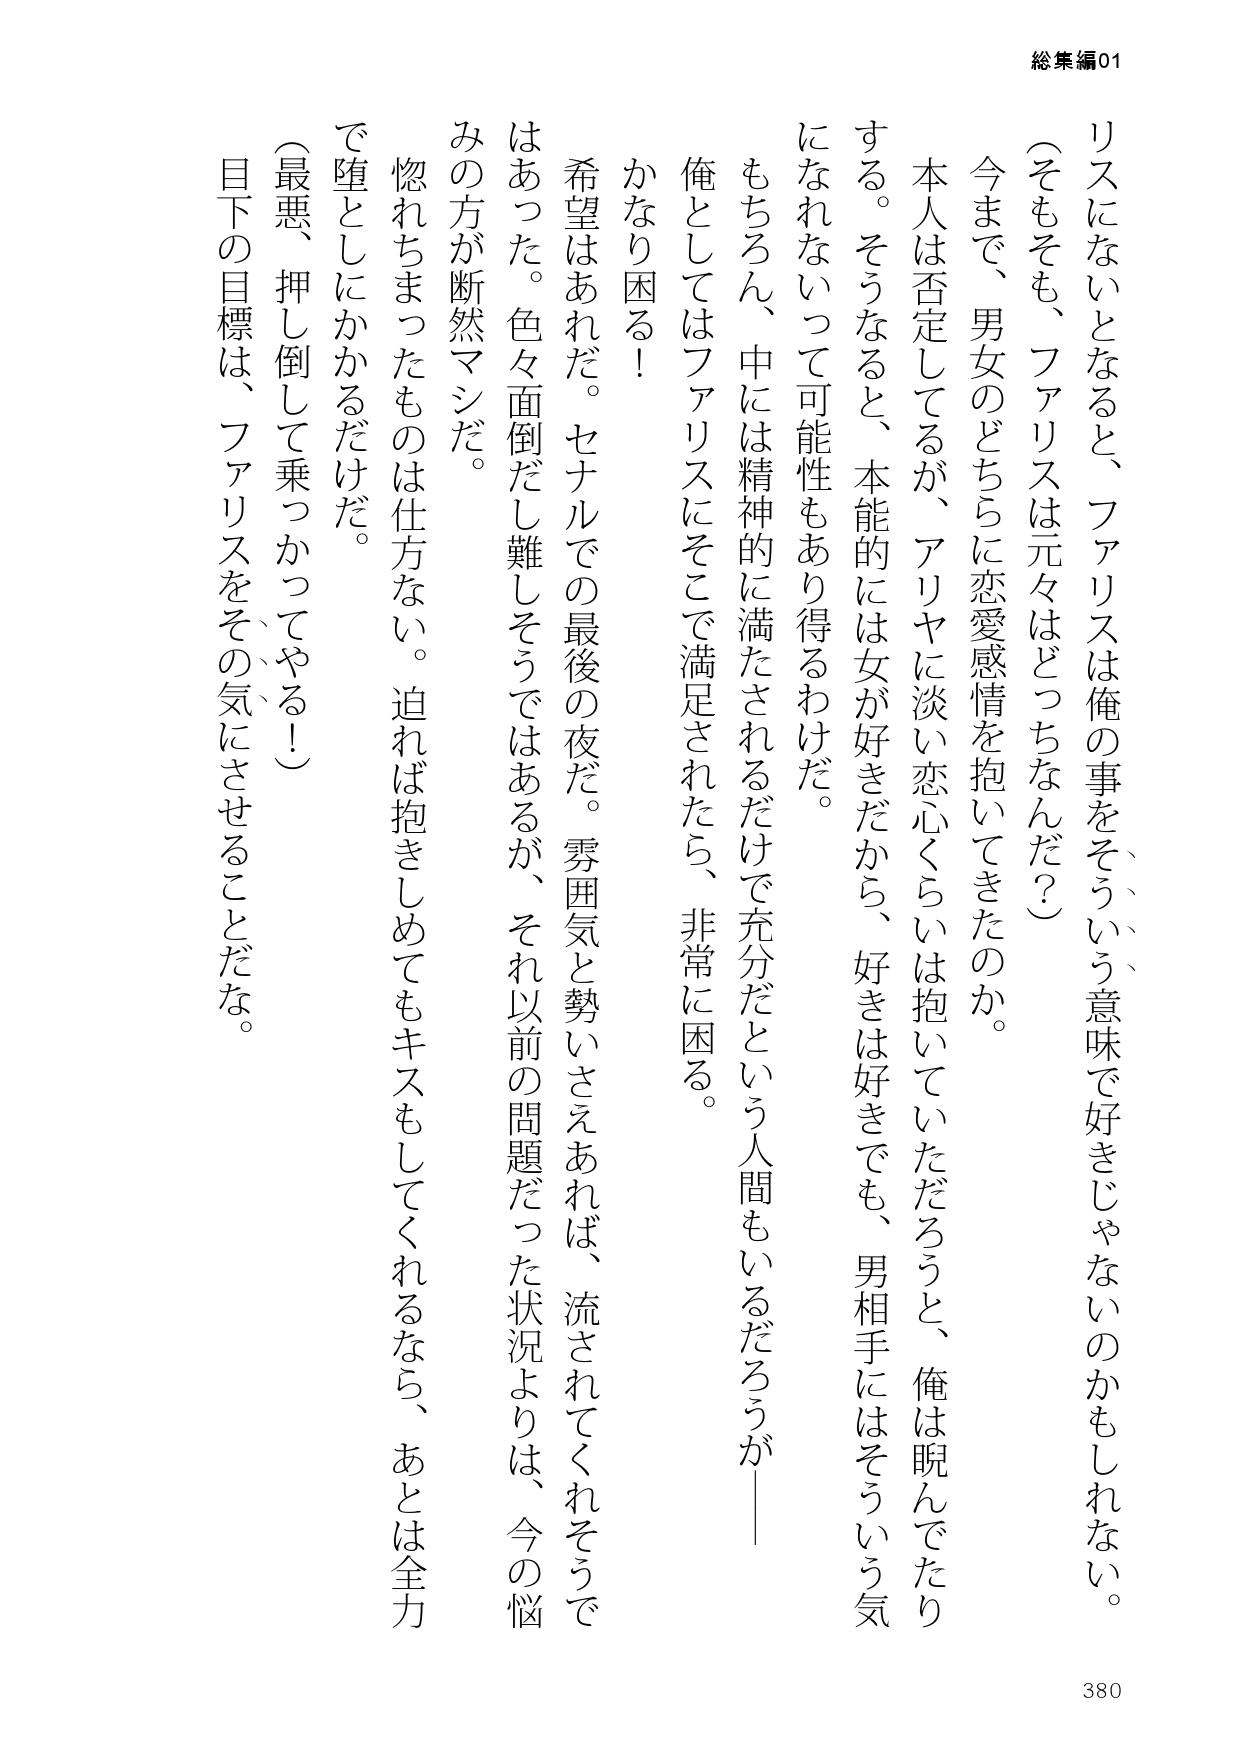 総集編01
リスにないとなると、ファリスは俺の事をそういう意味で好きじゃないのかもしれない。
（そもそも、ファリスは元々はどっちなんだ？）
今まで、男女のどちらに恋愛感情を抱いてきたのか。
本人は否定してるが、アリヤに淡い恋心くらいは抱いていただろうと、俺は睨んでたり
する。そうなると、本能的には女が好きだから、好きは好きでも、男相手にはそういう気
になれないって可能性もあり得るわけだ。
もちろん、中には精神的に満たされるだけで充分だという人間もいるだろうが――
俺としてはファリスにそこで満足されたら、非常に困る。
かなり困る！
希望はあれだ。セナルでの最後の夜だ。雰囲気と勢いさえあれば、流されてくれそうで
はあった。色々面倒だし難しそうではあるが、それ以前の問題だった状況よりは、今の悩
みの方が断然マシだ。
惚れちまったものは仕方ない。迫れば抱きしめてもキスもしてくれるなら、あとは全力
で堕としにかかるだけだ。
（最悪、押し倒して乗っかってやる！）
目下の目標は、ファリスをその気にさせることだな。
380